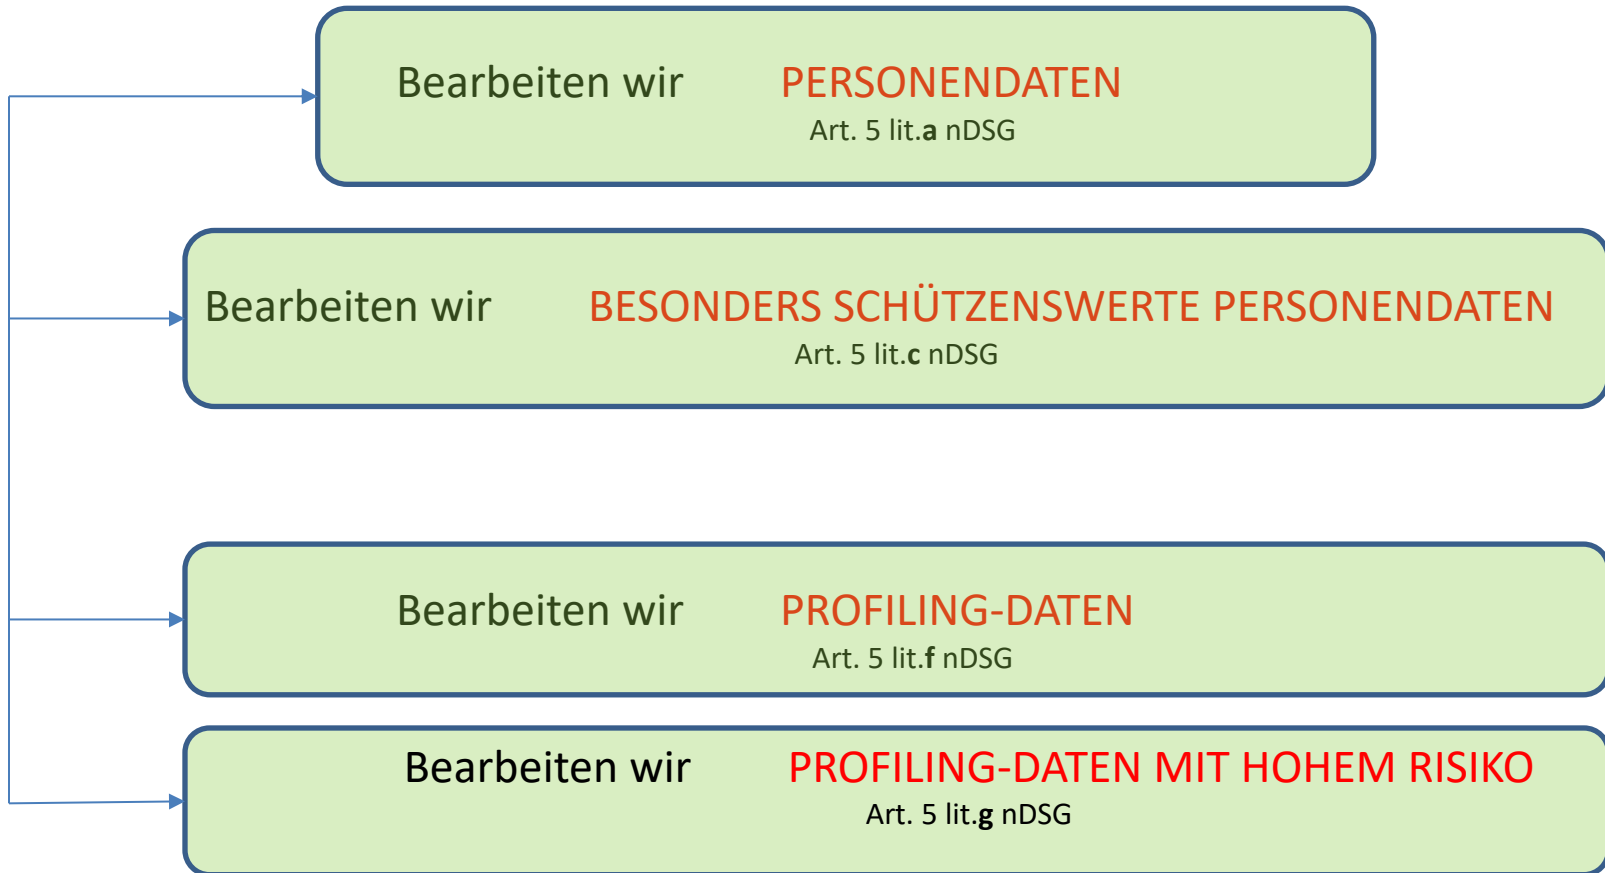 Bearbeiten wir PERSONENDATEN
Art. 5 lit.a nDSG
Bearbeiten wir BESONDERS SCHÜTZENSWERTE PERSONENDATEN
Art. 5 lit.c nDSG
Bearbeiten wir PROFILING-DATEN
Art. 5 lit.f nDSG
Bearbeiten wir PROFILING-DATEN MIT HOHEM RISIKO
Art. 5 lit.g nDSG